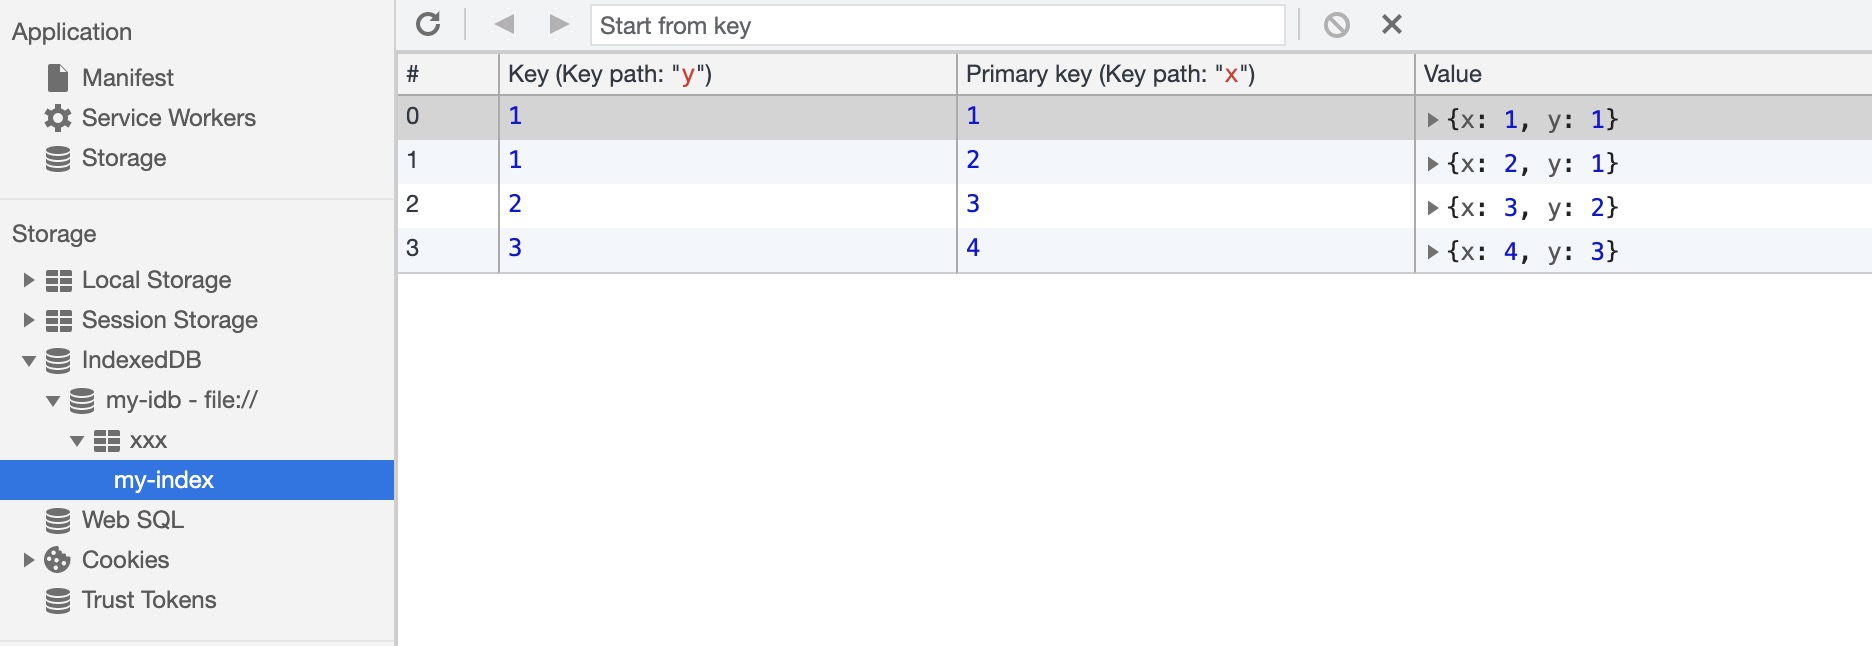 Application
Manifest
Service Workers
Storage
Storage
Local Storage
Session Storage
IndexedDB
my-idb - file://
xxx
my-index
Web SQL
Cookies
Trust Tokens
Start from key
# Key (Key path: "y") Primary key (Key path: "x") Value
0 1 1 {x: 1, y: 1}
1 1 2 {x: 2, y: 1}
2 2 3 {x: 3, y: 2}
3 3 4 {x: 4, y: 3}